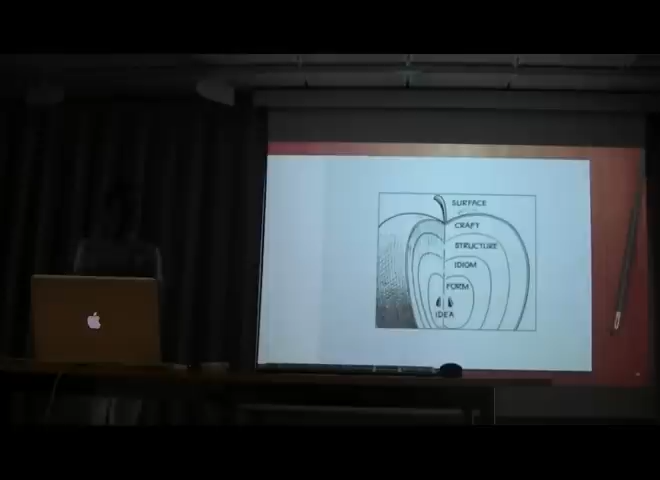 SURFACE
CRAFT
STRUCTURE
IDIOM
FORM
IDEA